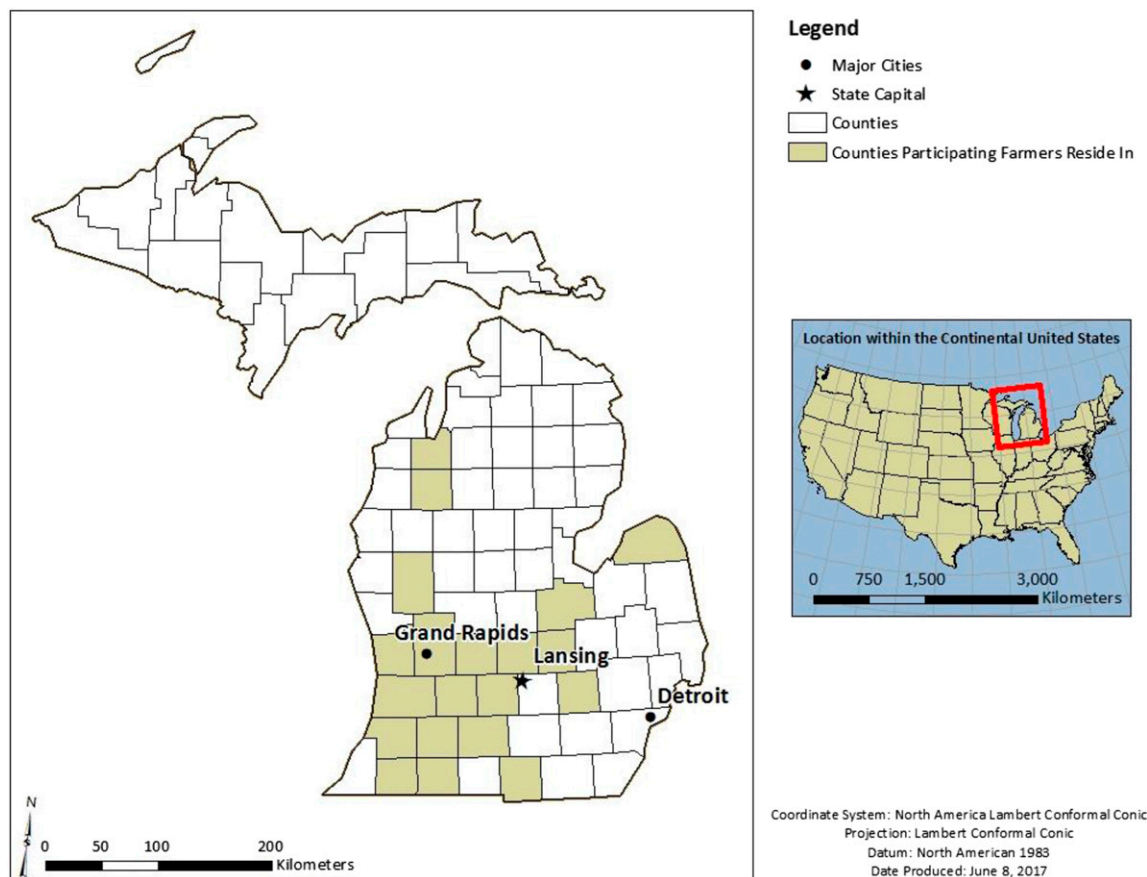 Legend
Major Cities
State Capital
Counties
Counties Participating Farmers Reside In
Grand Rapids
Lansing
Detroit
Location within the Continental United States
0 750 1,500 3,000
Kilometers
N
0 50 100 200
Kilometers
Coordinate System: North America Lambert Conformal Conic
Projection: Lambert Conformal Conic
Datum: North American 1983
Date Produced: June 8, 2017